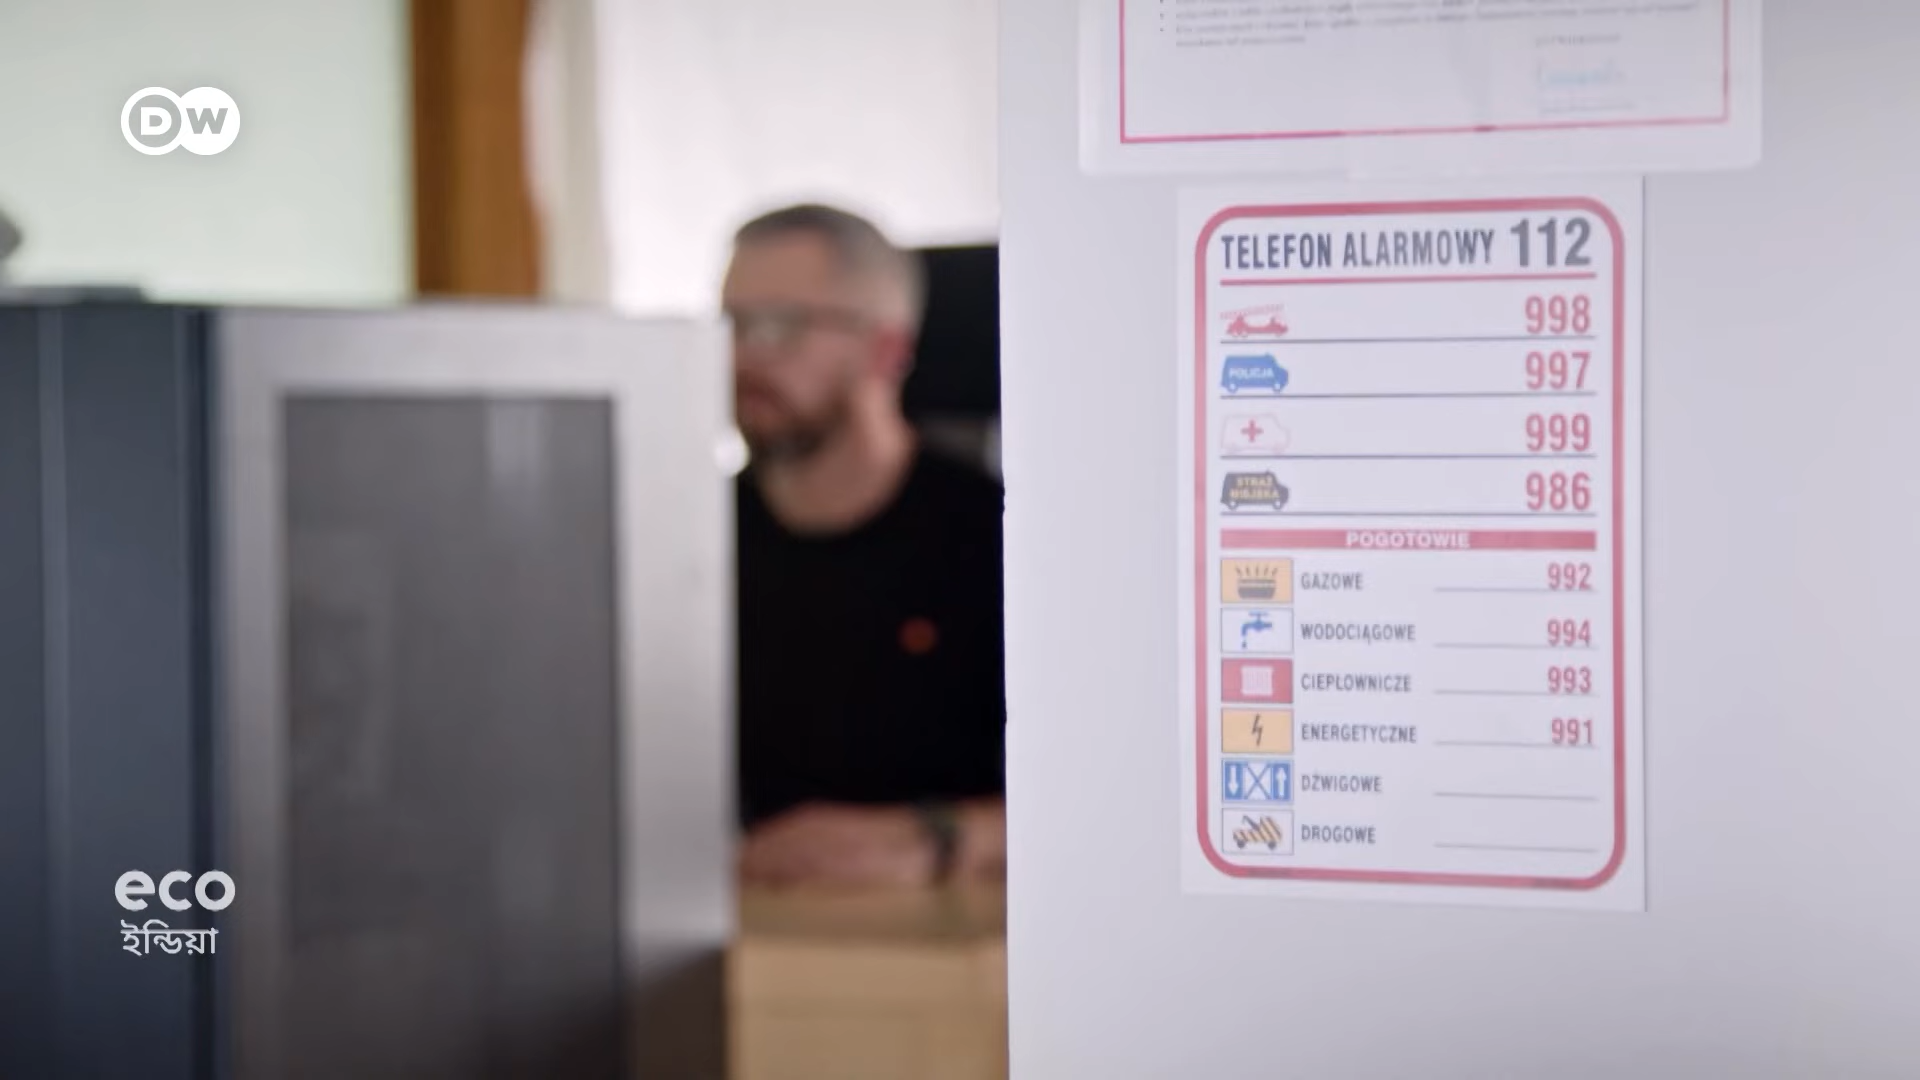 DW
TELEFON ALARMOWY 112
998
POLICJA 997
999
STRAŻ MIEJSKA 986
POGOTOWIE
GAZOWE 992
WODOCIĄGOWE 994
CIEPŁOWNICZE 993
ENERGETYCZNE 991
DŹWIGOWE
DROGOWE
eco
ইন্ডিয়া